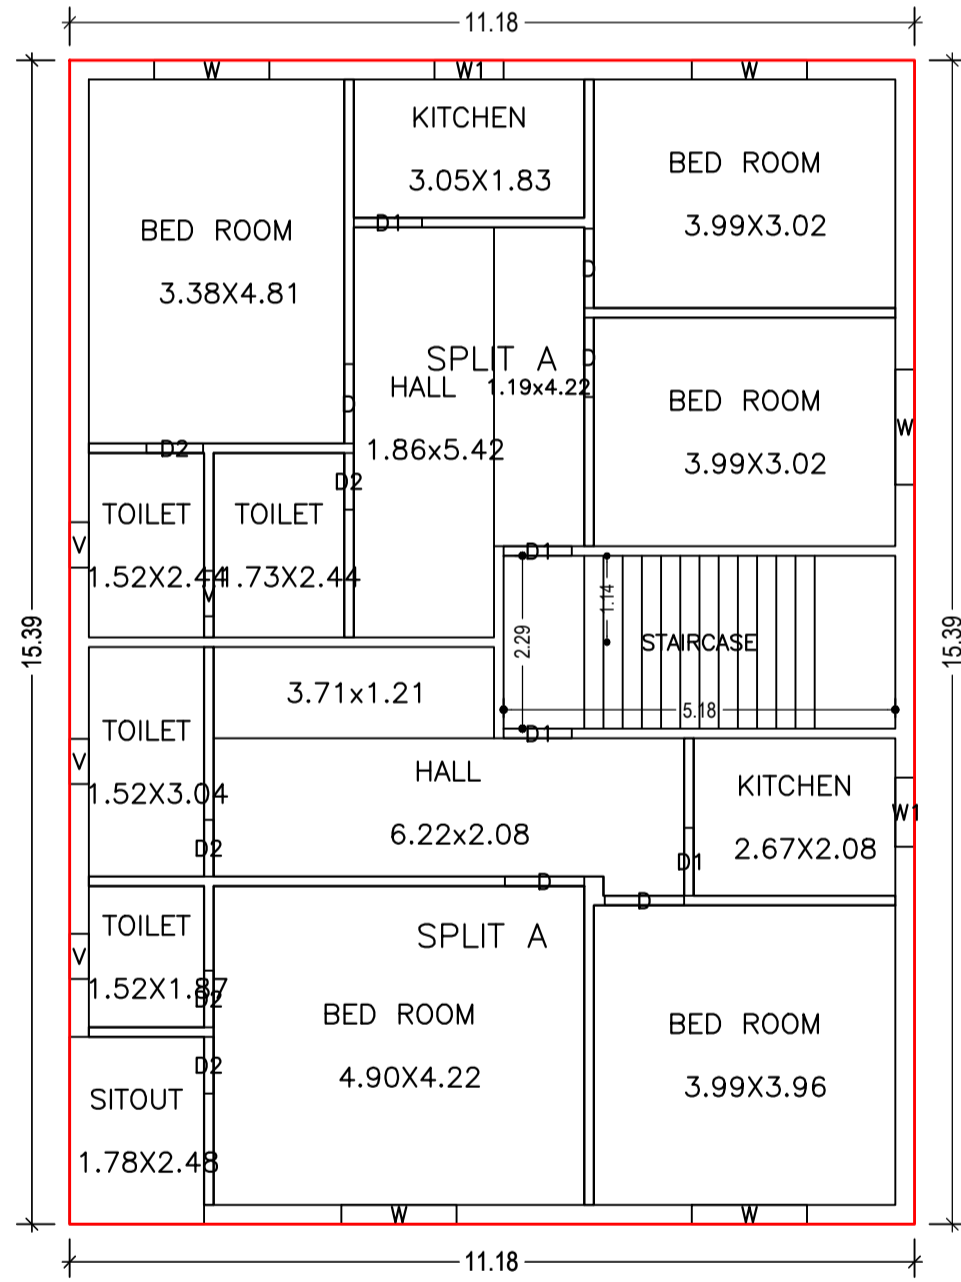 11.18
W
W1
W
KITCHEN
3.05X1.83
BED ROOM
3.99X3.02
D1
BED ROOM
3.38X4.81
D
SPLIT A
D
HALL
1.19x4.22
BED ROOM
3.99X3.02
D
W
1.86x5.42
D2
D2
TOILET
1.52X2.44
TOILET
1.73X2.44
V
V
D1
15.39
15.39
2.29
1.14
STAIRCASE
5.18
3.71x1.21
D1
TOILET
1.52X3.04
V
HALL
6.22x2.08
KITCHEN
2.67X2.08
W1
D2
D1
D
D
TOILET
1.52X1.87
V
D2
SPLIT A
BED ROOM
4.90X4.22
BED ROOM
3.99X3.96
D2
SITOUT
1.78X2.48
W
W
11.18